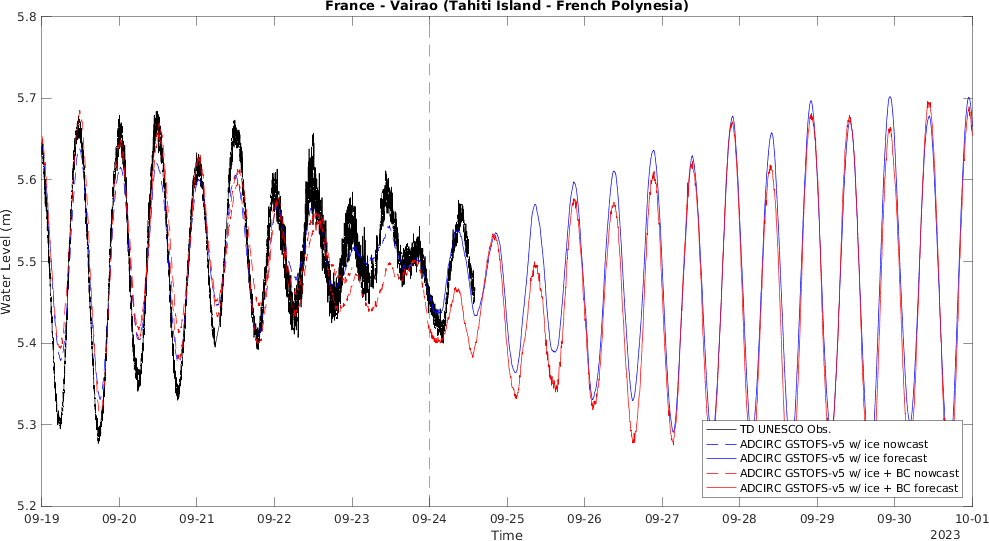 France - Vairao (Tahiti Island - French Polynesia)
5.8
5.7
5.6
5.5
5.4
5.3
5.2
Water Level (m)
TD UNESCO Obs.
ADCIRC GSTOFS-v5 w/ ice nowcast
ADCIRC GSTOFS-v5 w/ ice forecast
ADCIRC GSTOFS-v5 w/ ice + BC nowcast
ADCIRC GSTOFS-v5 w/ ice + BC forecast
09-19 09-20 09-21 09-22 09-23 09-24 09-25 09-26 09-27 09-28 09-29 09-30 10-01
Time 2023